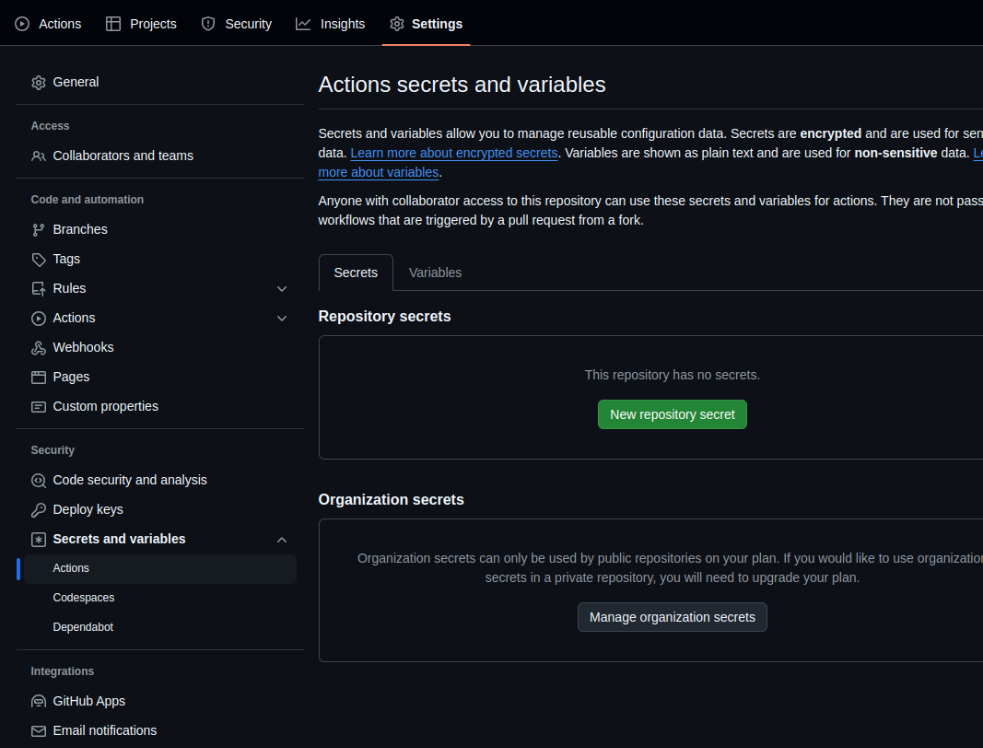 Actions Projects Security Insights Settings
General
Access
Collaborators and teams
Code and automation
Branches
Tags
Rules
Actions
Webhooks
Pages
Custom properties
Security
Code security and analysis
Deploy keys
Secrets and variables
Actions
Codespaces
Dependabot
Integrations
GitHub Apps
Email notifications
Actions secrets and variables
Secrets and variables allow you to manage reusable configuration data. Secrets are encrypted and are used for sen
data. Learn more about encrypted secrets. Variables are shown as plain text and are used for non-sensitive data. Le
more about variables.
Anyone with collaborator access to this repository can use these secrets and variables for actions. They are not pass
workflows that are triggered by a pull request from a fork.
Secrets Variables
Repository secrets
This repository has no secrets.
New repository secret
Organization secrets
Organization secrets can only be used by public repositories on your plan. If you would like to use organization
secrets in a private repository, you will need to upgrade your plan.
Manage organization secrets